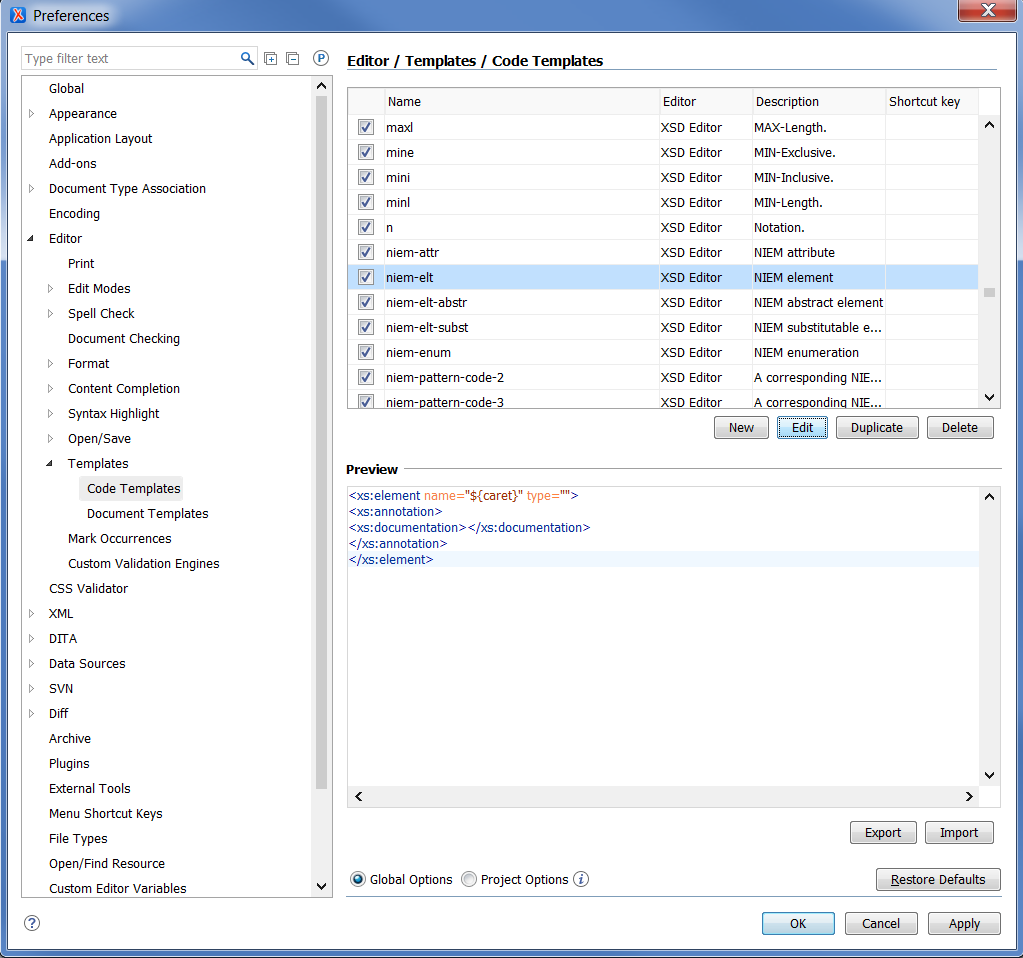 Preferences
Type filter text
P
Global
Appearance
Application Layout
Add-ons
Document Type Association
Encoding
Editor
Print
Edit Modes
Spell Check
Document Checking
Format
Content Completion
Syntax Highlight
Open/Save
Templates
Code Templates
Document Templates
Mark Occurrences
Custom Validation Engines
CSS Validator
XML
DITA
Data Sources
SVN
Diff
Archive
Plugins
External Tools
Menu Shortcut Keys
File Types
Open/Find Resource
Custom Editor Variables
Editor / Templates / Code Templates
Name Editor Description Shortcut key
maxl XSD Editor MAX-Length.
mine XSD Editor MIN-Exclusive.
mini XSD Editor MIN-Inclusive.
minl XSD Editor MIN-Length.
n XSD Editor Notation.
niem-attr XSD Editor NIEM attribute
niem-elt XSD Editor NIEM element
niem-elt-abstr XSD Editor NIEM abstract element
niem-elt-subst XSD Editor NIEM substitutable e...
niem-enum XSD Editor NIEM enumeration
niem-pattern-code-2 XSD Editor A corresponding NIE...
niem-pattern-code-3 XSD Editor A corresponding NIE...
New Edit Duplicate Delete
Preview
<xs:element name="${caret}" type="">
<xs:annotation>
<xs:documentation></xs:documentation>
</xs:annotation>
</xs:element>
Export Import
Global Options Project Options i
Restore Defaults
? OK Cancel Apply